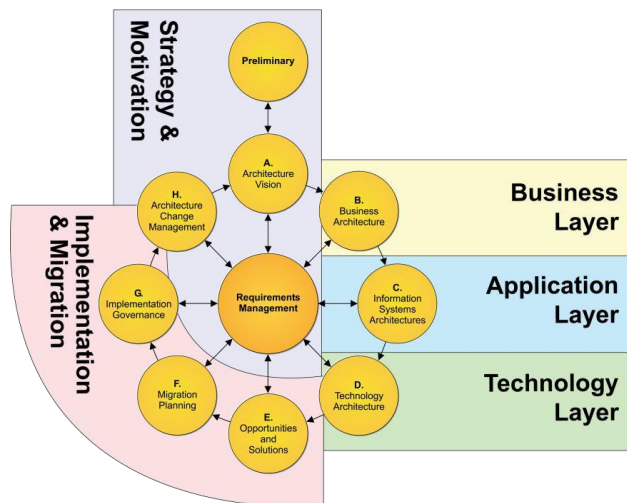 Strategy &
Motivation
Preliminary
A.
Architecture
Vision
H.
Architecture
Change
Management
B.
Business
Architecture
Business
Layer
Implementation
& Migration
G.
Implementation
Governance
Requirements
Management
C.
Information
Systems
Architectures
Application
Layer
F.
Migration
Planning
D.
Technology
Architecture
Technology
Layer
E.
Opportunities
and
Solutions